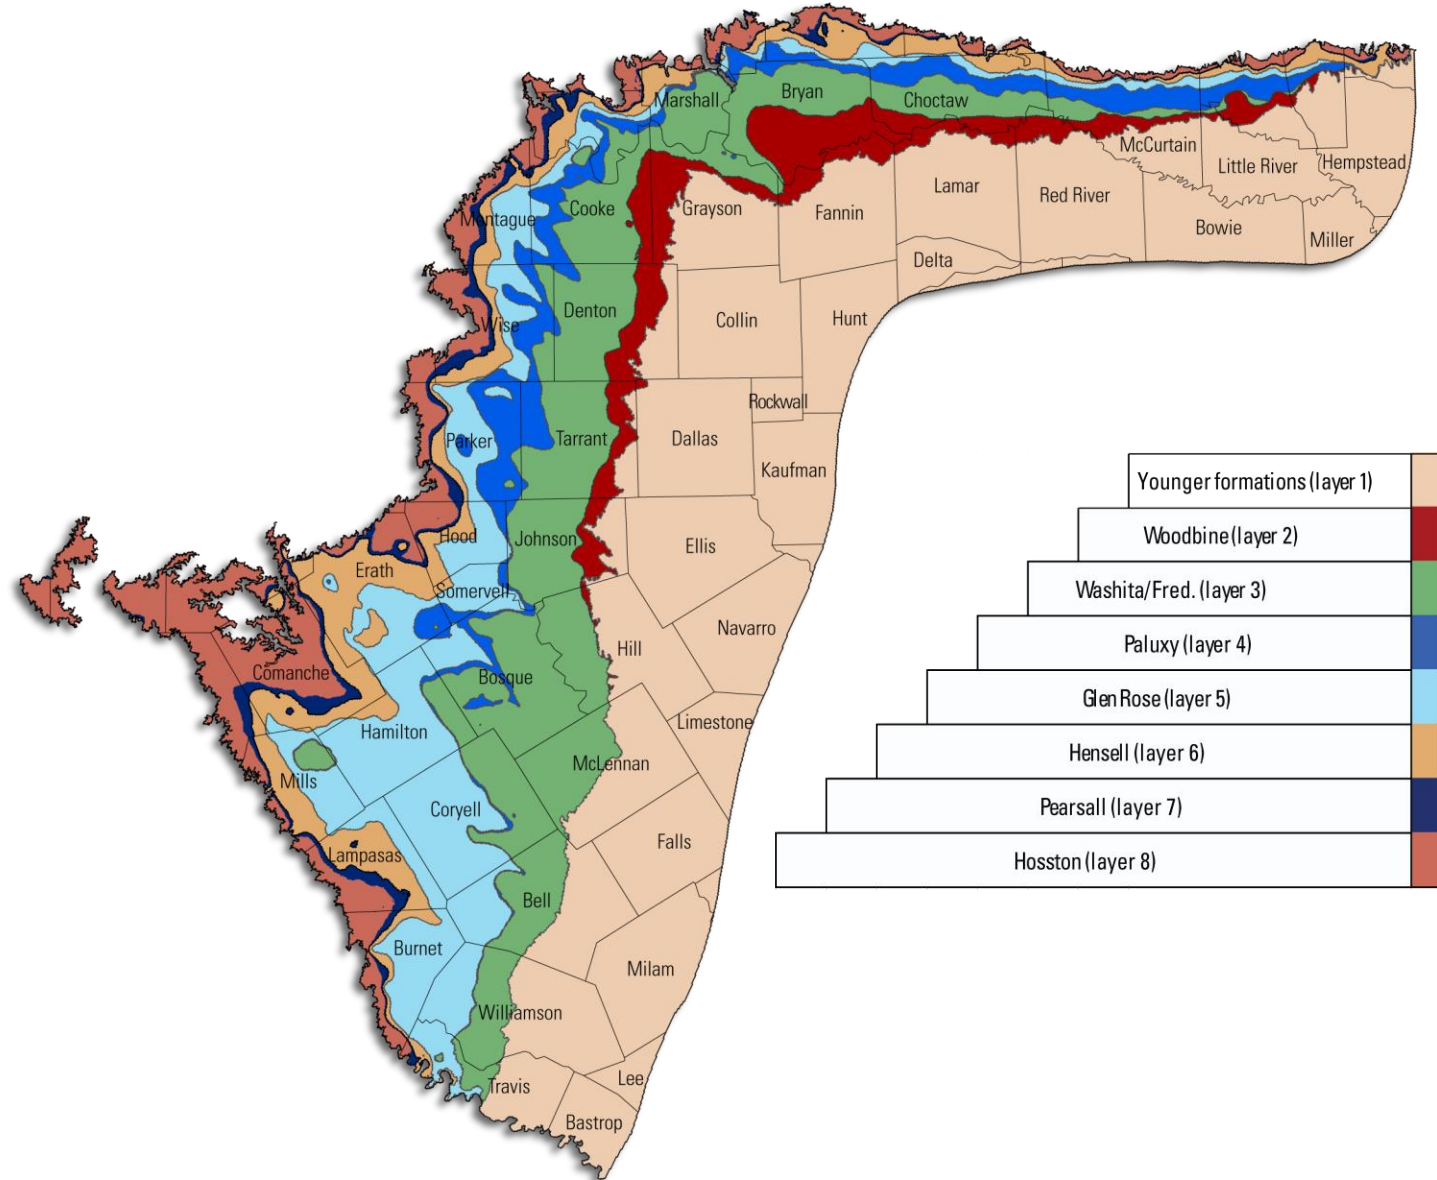 Marshall
Bryan
Choctaw
McCurtain
Little River
Hempstead
Montague
Cooke
Grayson
Fannin
Lamar
Red River
Bowie
Miller
Delta
Wise
Denton
Collin
Hunt
Rockwall
Parker
Tarrant
Dallas
Kaufman
Hood
Johnson
Ellis
Erath
Somervell
Navarro
Hill
Comanche
Bosque
Limestone
Hamilton
McLennan
Mills
Coryell
Falls
Lampasas
Bell
Burnet
Milam
Williamson
Travis
Lee
Bastrop
Younger formations (layer 1)
Woodbine (layer 2)
Washita/Fred. (layer 3)
Paluxy (layer 4)
Glen Rose (layer 5)
Hensell (layer 6)
Pearsall (layer 7)
Hosston (layer 8)